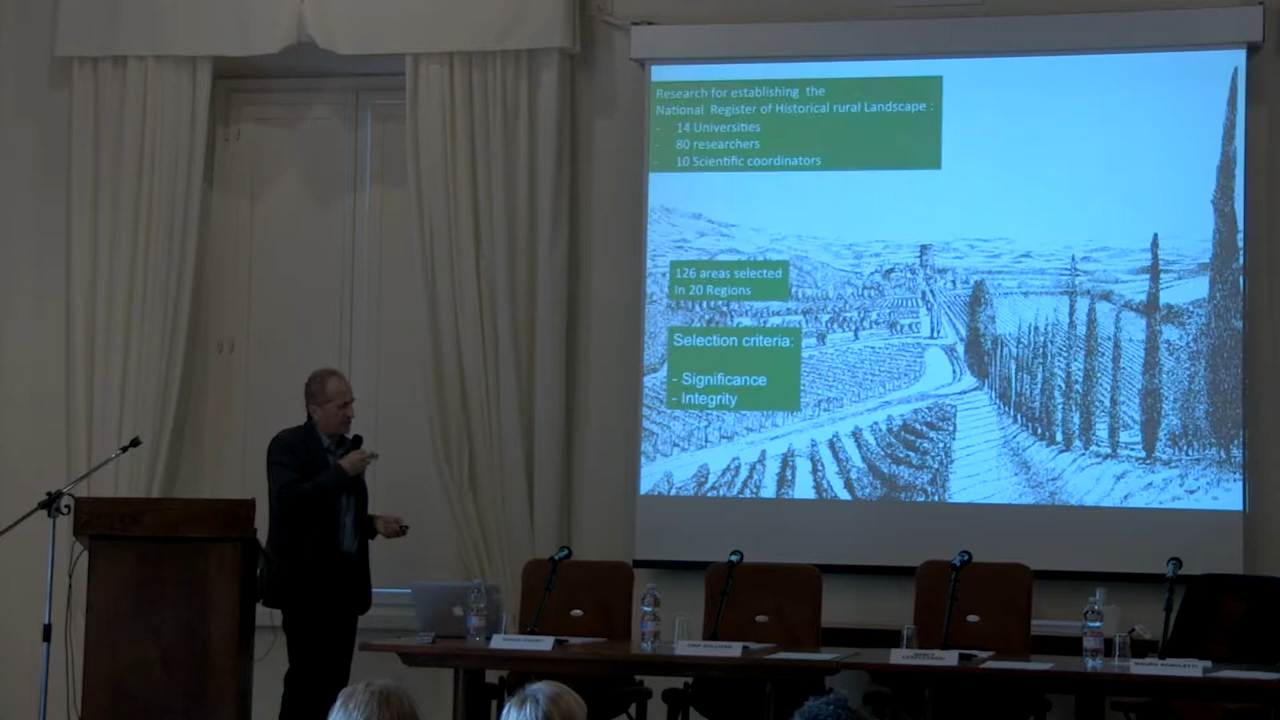 Research for establishing the
National Register of Historical rural Landscape :
- 14 Universities
- 80 researchers
- 10 Scientific coordinators
126 areas selected
In 20 Regions
Selection criteria:
- Significance
- Integrity